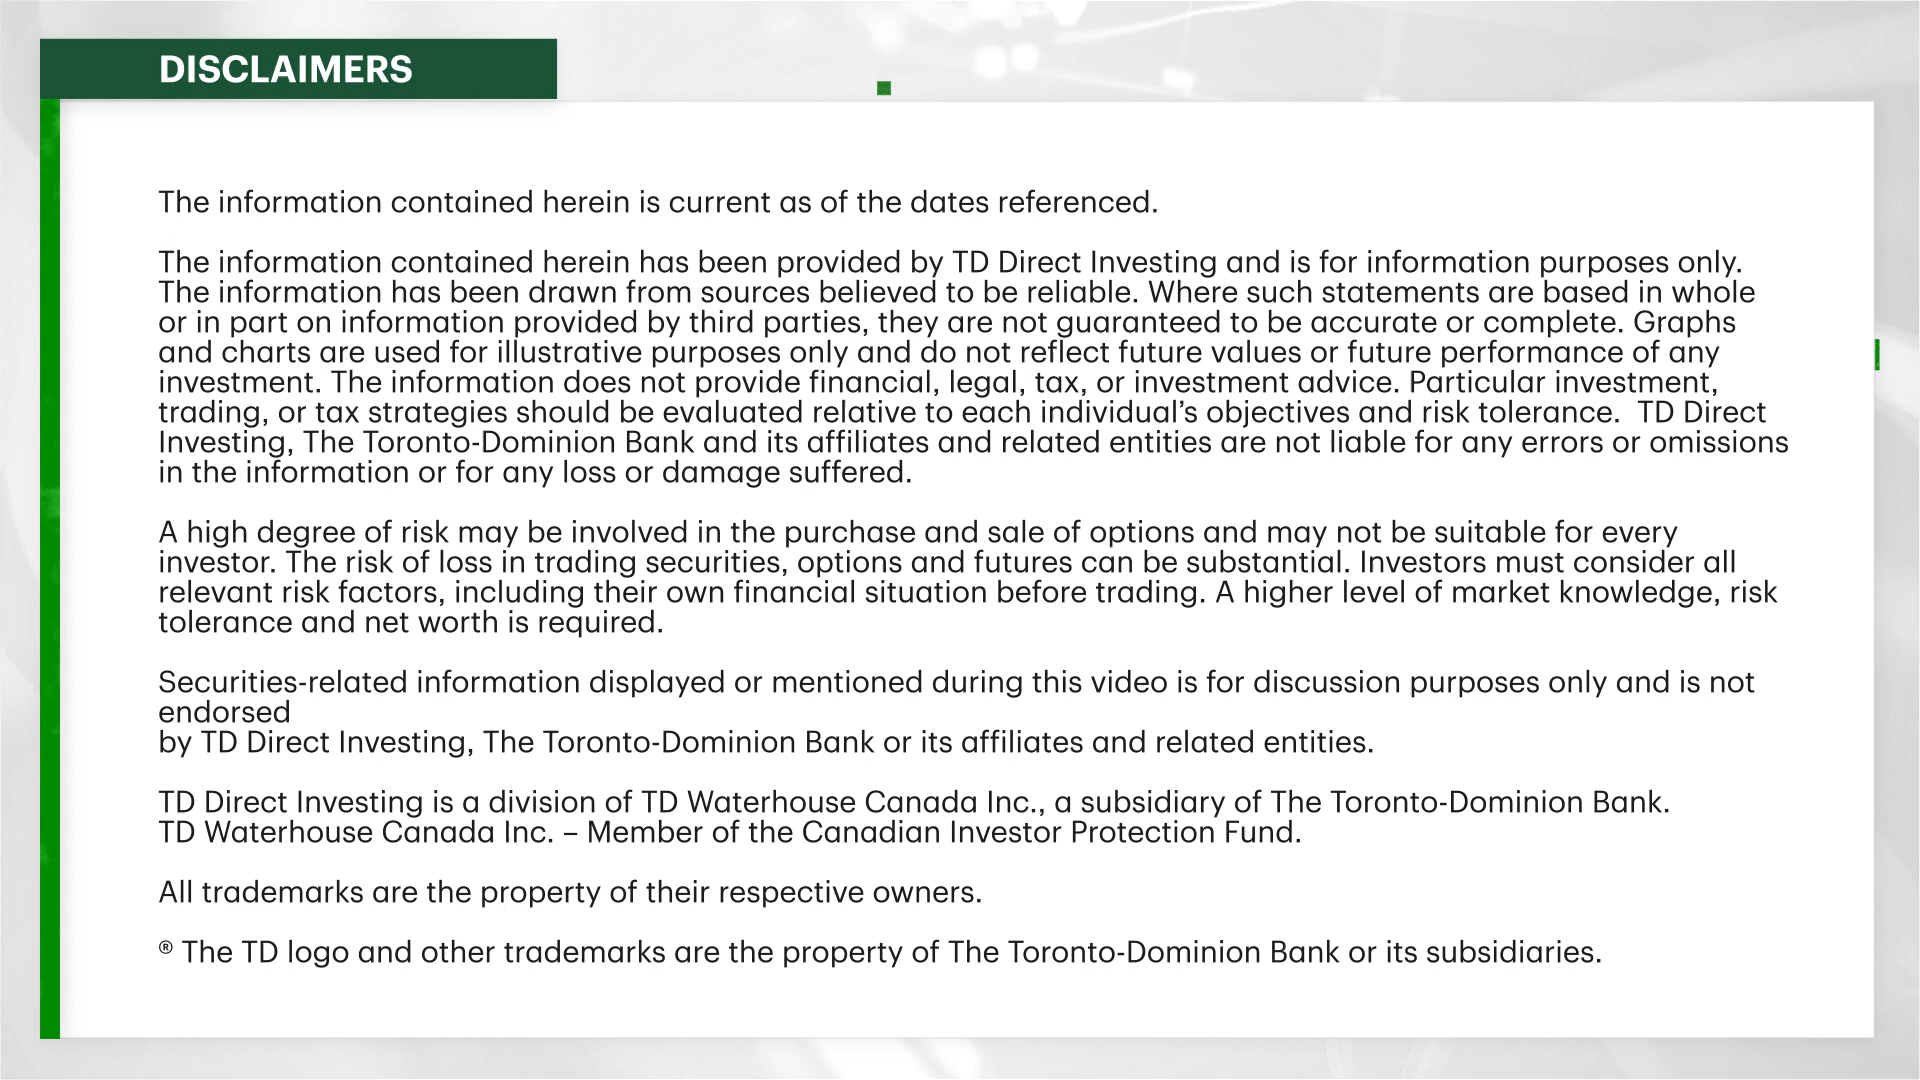 DISCLAIMERS
The information contained herein is current as of the dates referenced.
The information contained herein has been provided by TD Direct Investing and is for information purposes only.
The information has been drawn from sources believed to be reliable. Where such statements are based in whole
or in part on information provided by third parties, they are not guaranteed to be accurate or complete. Graphs
and charts are used for illustrative purposes only and do not reflect future values or future performance of any
investment. The information does not provide financial, legal, tax, or investment advice. Particular investment,
trading, or tax strategies should be evaluated relative to each individual’s objectives and risk tolerance.  TD Direct
Investing, The Toronto-Dominion Bank and its affiliates and related entities are not liable for any errors or omissions
in the information or for any loss or damage suffered.
A high degree of risk may be involved in the purchase and sale of options and may not be suitable for every
investor. The risk of loss in trading securities, options and futures can be substantial. Investors must consider all
relevant risk factors, including their own financial situation before trading. A higher level of market knowledge, risk
tolerance and net worth is required.
Securities-related information displayed or mentioned during this video is for discussion purposes only and is not
endorsed
by TD Direct Investing, The Toronto-Dominion Bank or its affiliates and related entities.
TD Direct Investing is a division of TD Waterhouse Canada Inc., a subsidiary of The Toronto-Dominion Bank.
TD Waterhouse Canada Inc. – Member of the Canadian Investor Protection Fund.
All trademarks are the property of their respective owners.
® The TD logo and other trademarks are the property of The Toronto-Dominion Bank or its subsidiaries.